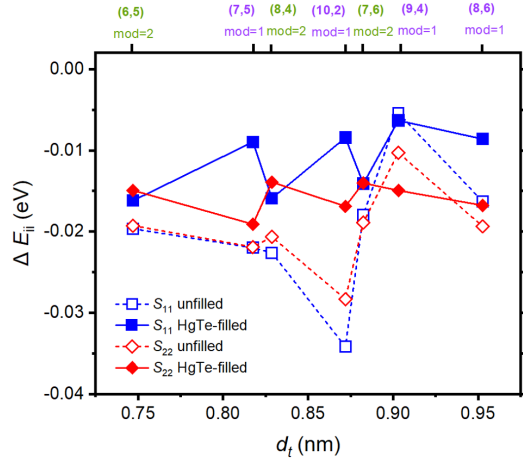 (6,5) (7,5) (8,4) (10,2) (7,6) (9,4) (8,6)
mod=2 mod=1 mod=2 mod=1 mod=2 mod=1 mod=1
0.00
-0.01
-0.02
-0.03
-0.04
Δ Eii (eV)
S11 unfilled
S11 HgTe-filled
S22 unfilled
S22 HgTe-filled
0.75 0.80 0.85 0.90 0.95
dt (nm)